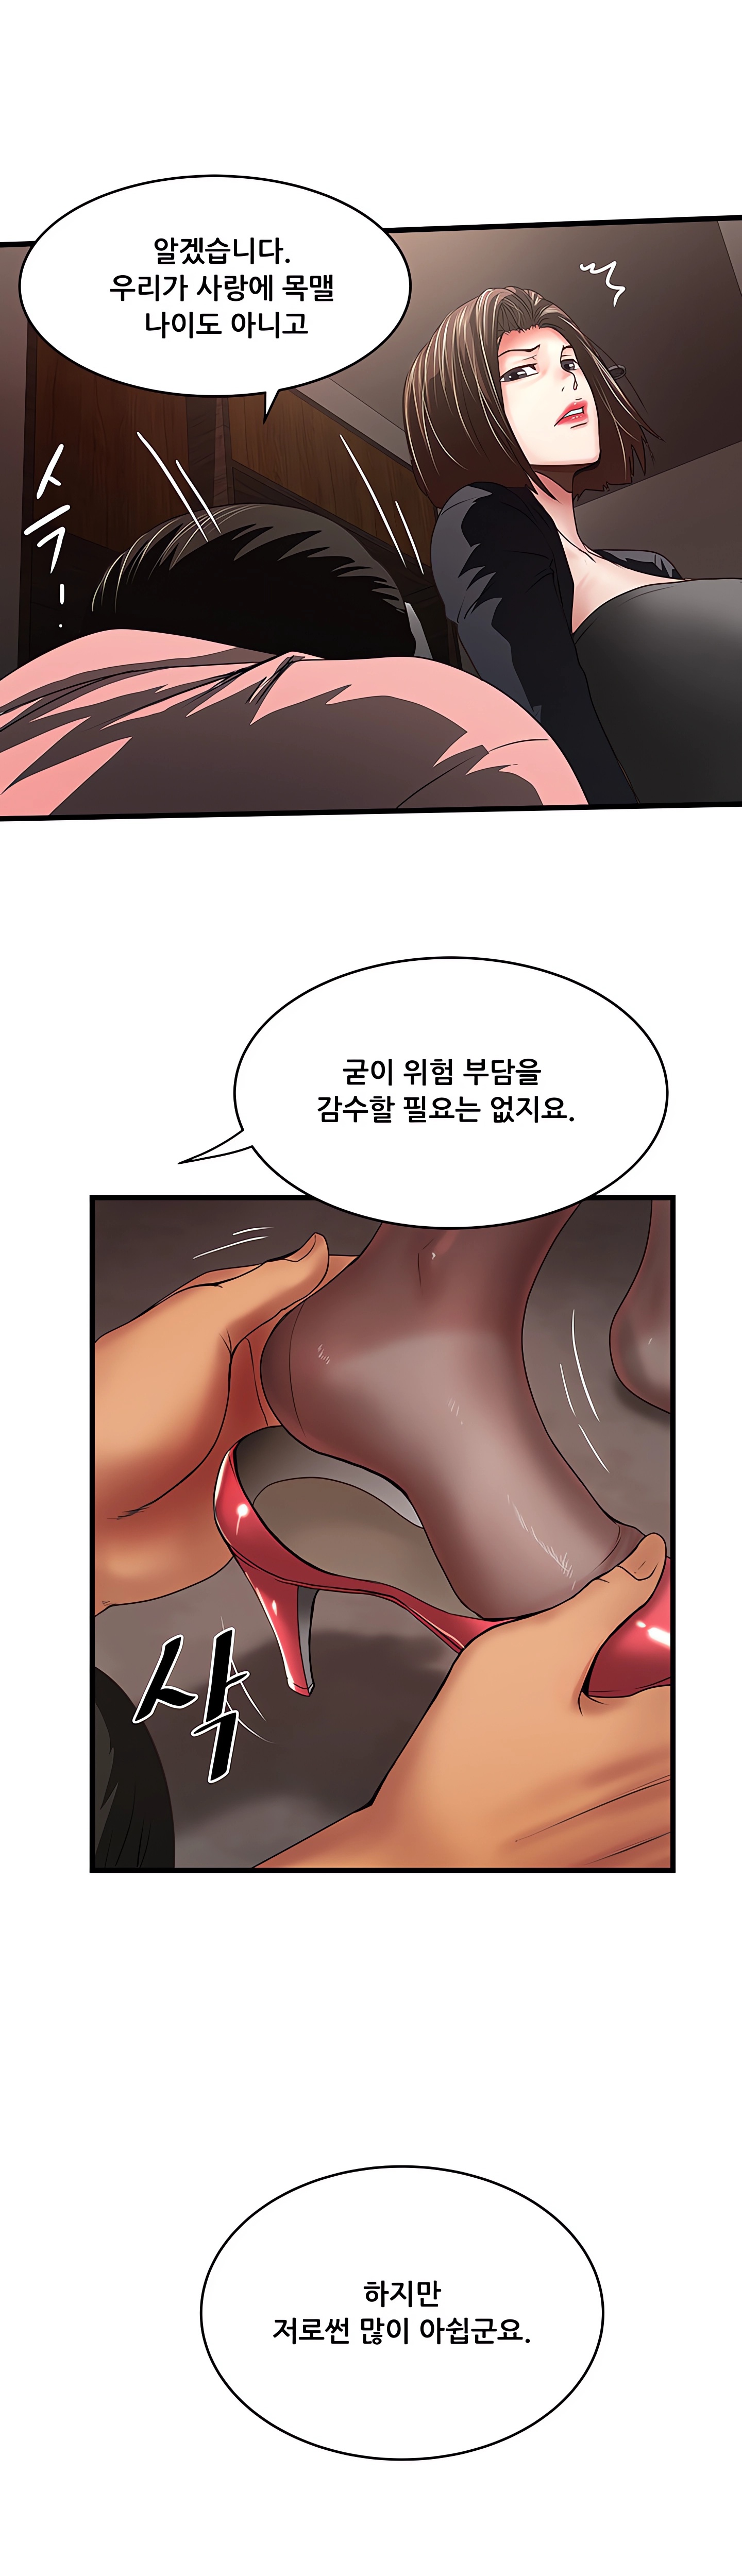 알겠습니다.
우리가 사랑에 목맬
나이도 아니고
스윽
굳이 위험 부담을
감수할 필요는 없지요.
삭
하지만
저로썬 많이 아쉽군요.